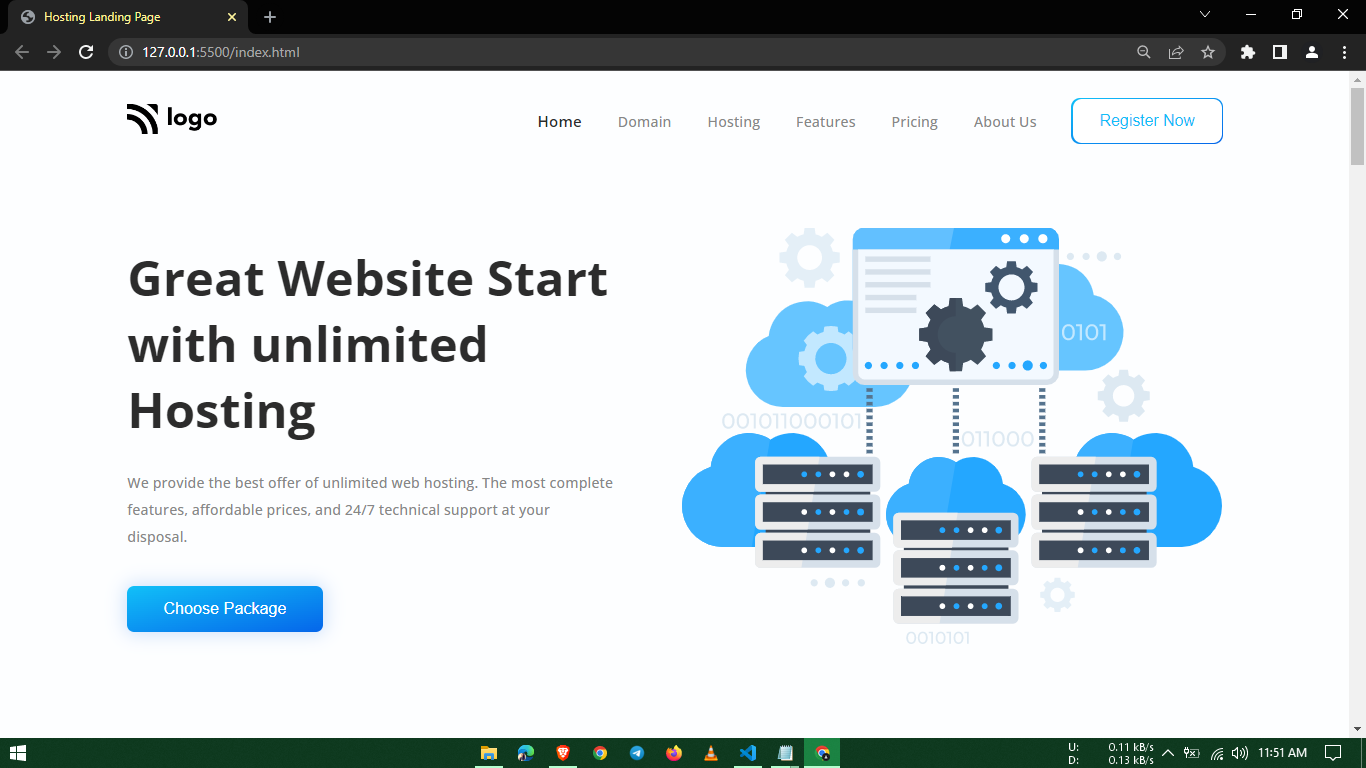 Hosting Landing Page
127.0.0.1:5500/index.html
logo
Home Domain Hosting Features Pricing About Us Register Now
Great Website Start
with unlimited
Hosting
We provide the best offer of unlimited web hosting. The most complete
features, affordable prices, and 24/7 technical support at your
disposal.
Choose Package
0101
001011000101
011000
0010101
U: 0.11 kB/s
D: 0.13 kB/s
11:51 AM